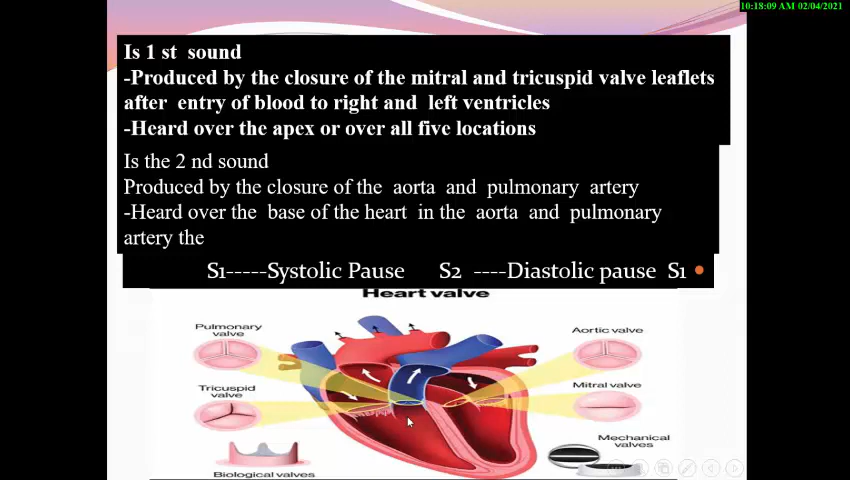 10:18:09 AM 02/04/2021
Is 1 st sound
-Produced by the closure of the mitral and tricuspid valve leaflets
after entry of blood to right and left ventricles
-Heard over the apex or over all five locations
Is the 2 nd sound
Produced by the closure of the aorta and pulmonary artery
-Heard over the base of the heart in the aorta and pulmonary
artery the
S1-----Systolic Pause S2 ----Diastolic pause S1 •
Heart valve
Pulmonary
valve
Aortic valve
Tricuspid
valve
Mitral valve
Mechanical
valves
Biological valves